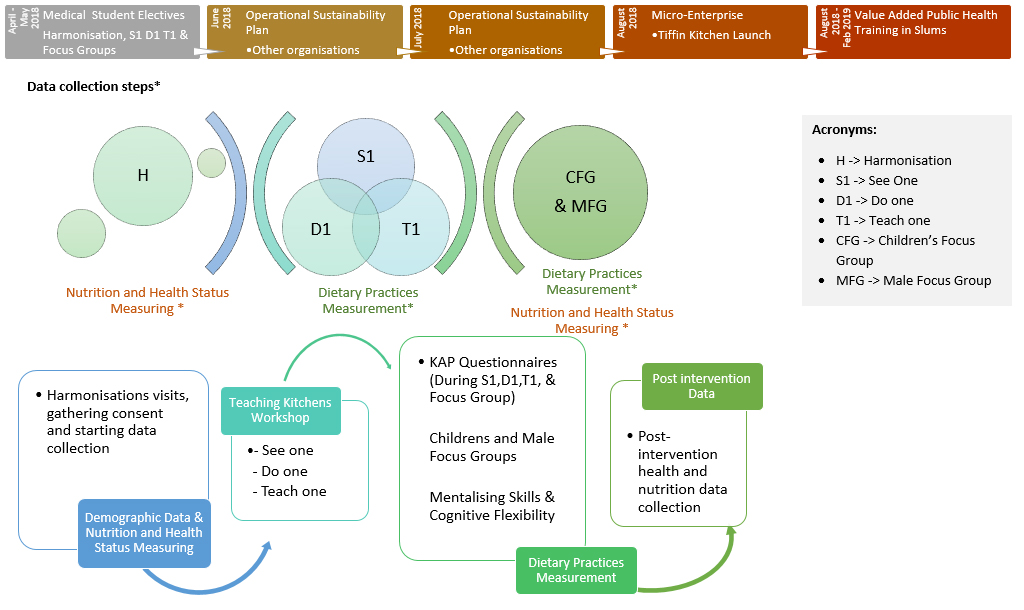 April - May 2018
Medical Student Electives
Harmonisation, S1 D1 T1 &
Focus Groups
June 2018
Operational Sustainability
Plan
•Other organisations
July 2018
Operational Sustainability
Plan
•Other organisations
August 2018
Micro-Enterprise
•Tiffin Kitchen Launch
August 2018 - Feb 2019
Value Added Public Health
Training in Slums
Data collection steps*
H
S1
D1
T1
CFG
& MFG
Nutrition and Health Status
Measuring *
Dietary Practices
Measurement*
Dietary Practices
Measurement*
Nutrition and Health Status
Measuring *
Acronyms:
• H -> Harmonisation
• S1 -> See One
• D1 -> Do one
• T1 -> Teach one
• CFG -> Children's Focus
Group
• MFG -> Male Focus Group
• Harmonisations visits,
gathering consent
and starting data
collection
Demographic Data &
Nutrition and Health
Status Measuring
Teaching Kitchens
Workshop
•- See one
- Do one
- Teach one
• KAP Questionnaires
(During S1,D1,T1, &
Focus Group)
Childrens and Male
Focus Groups
Mentalising Skills &
Cognitive Flexibility
Dietary Practices
Measurement
Post intervention
Data
• Post-
intervention
health and
nutrition data
collection